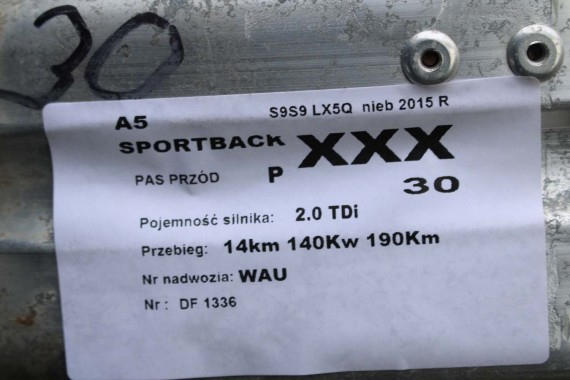 30
S9S9 LX5Q nieb 2015 R
A5
SPORTBACK XXX
PAS PRZÓD P
30
Pojemność silnika: 2.0 TDi
Przebieg: 14km 140Kw 190Km
Nr nadwozia: WAU
Nr : DF 1336